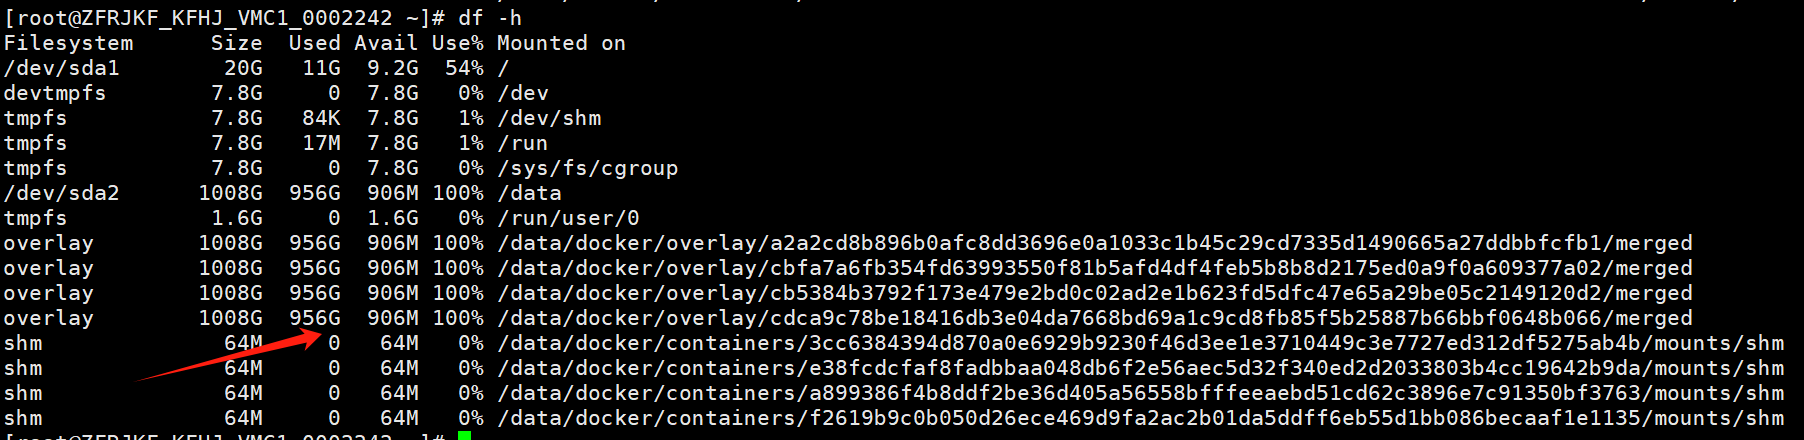 [root@ZFRJKF_KFHJ_VMC1_0002242 ~]# df -h
Filesystem      Size  Used Avail Use% Mounted on
/dev/sda1        20G   11G  9.2G  54% /
devtmpfs        7.8G     0  7.8G   0% /dev
tmpfs           7.8G   84K  7.8G   1% /dev/shm
tmpfs           7.8G   17M  7.8G   1% /run
tmpfs           7.8G     0  7.8G   0% /sys/fs/cgroup
/dev/sda2      1008G  956G  906M 100% /data
tmpfs           1.6G     0  1.6G   0% /run/user/0
overlay        1008G  956G  906M 100% /data/docker/overlay/a2a2cd8b896b0afc8dd3696e0a1033c1b45c29cd7335d1490665a27ddbbfcfb1/merged
overlay        1008G  956G  906M 100% /data/docker/overlay/cbfa7a6fb354fd63993550f81b5afd4df4feb5b8b8d2175ed0a9f0a609377a02/merged
overlay        1008G  956G  906M 100% /data/docker/overlay/cb5384b3792f173e479e2bd0c02ad2e1b623fd5dfc47e65a29be05c2149120d2/merged
overlay        1008G  956G  906M 100% /data/docker/overlay/cdca9c78be18416db3e04da7668bd69a1c9cd8fb85f5b25887b66bbf0648b066/merged
shm              64M     0   64M   0% /data/docker/containers/3cc6384394d870a0e6929b9230f46d3ee1e3710449c3e7727ed312df5275ab4b/mounts/shm
shm              64M     0   64M   0% /data/docker/containers/e38fcdcfaf8fadbbaa048db6f2e56aec5d32f340ed2d2033803b4cc19642b9da/mounts/shm
shm              64M     0   64M   0% /data/docker/containers/a899386f4b8ddf2be36d405a56558bfffeeaebd51cd62c3896e7c91350bf3763/mounts/shm
shm              64M     0   64M   0% /data/docker/containers/f2619b9c0b050d26ece469d9fa2ac2b01da5ddff6eb55d1bb086becaaf1e1135/mounts/shm
[root@ZFRJKF_KFHJ_VMC1_0002242 ~]#